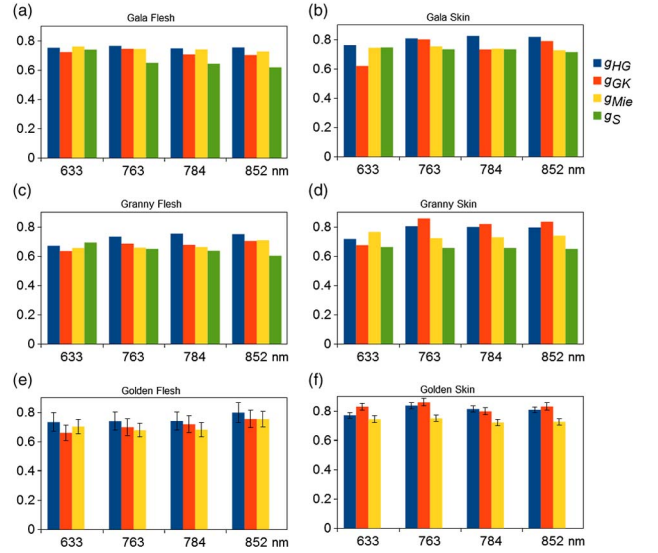 (a) Gala Flesh
0.8
0.6
0.4
0.2
0
633 763 784 852 nm
(b) Gala Skin
0.8
0.6
0.4
0.2
0
633 763 784 852 nm
gHG
gGK
gMie
gS
(c) Granny Flesh
0.8
0.6
0.4
0.2
0
633 763 784 852 nm
(d) Granny Skin
0.8
0.6
0.4
0.2
0
633 763 784 852 nm
(e) Golden Flesh
0.8
0.6
0.4
0.2
0
633 763 784 852 nm
(f) Golden Skin
0.8
0.6
0.4
0.2
0
633 763 784 852 nm